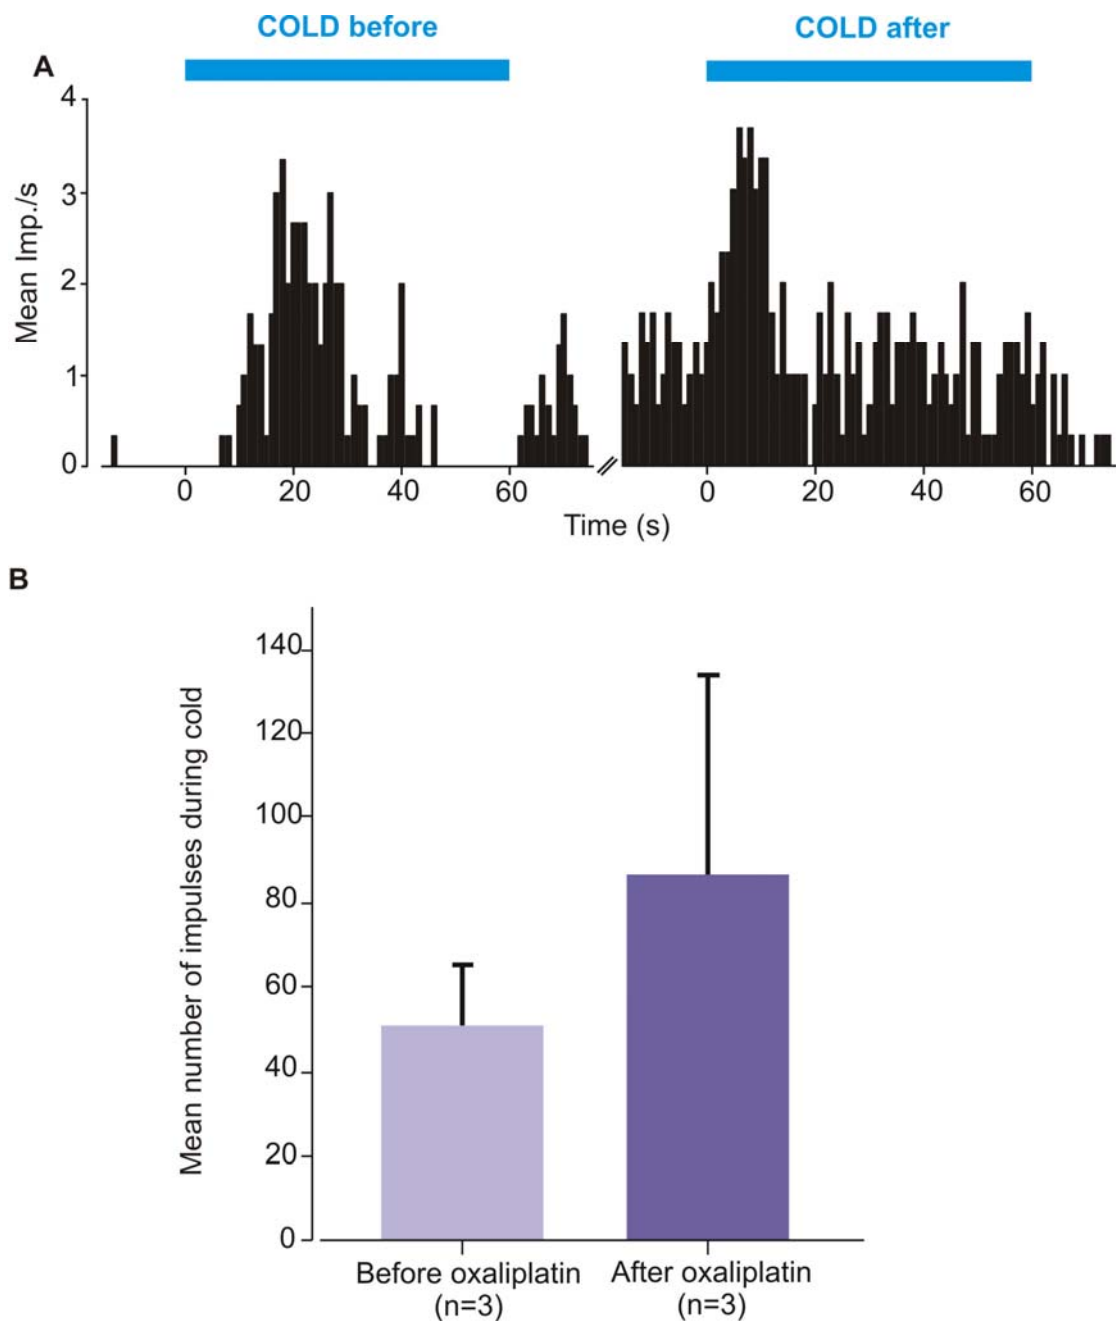 COLD before
COLD after
A
4
3
2
1
0
Mean Imp./s
0 20 40 60 0 20 40 60
Time (s)
B
140
120
100
80
60
40
20
0
Mean number of impulses during cold
Before oxaliplatin
(n=3)
After oxaliplatin
(n=3)